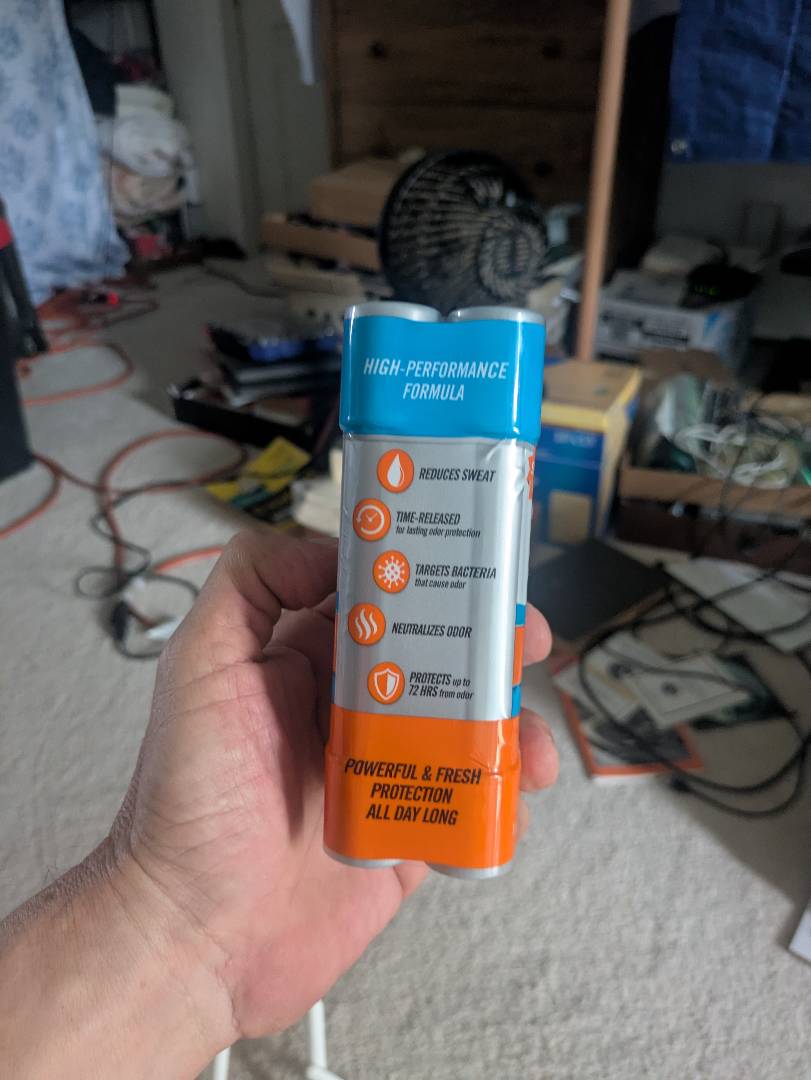 HIGH-PERFORMANCE
FORMULA
REDUCES SWEAT
TIME-RELEASED
for lasting odor protection
TARGETS BACTERIA
that cause odor
NEUTRALIZES ODOR
PROTECTS up to
72 HRS from odor
POWERFUL & FRESH
PROTECTION
ALL DAY LONG